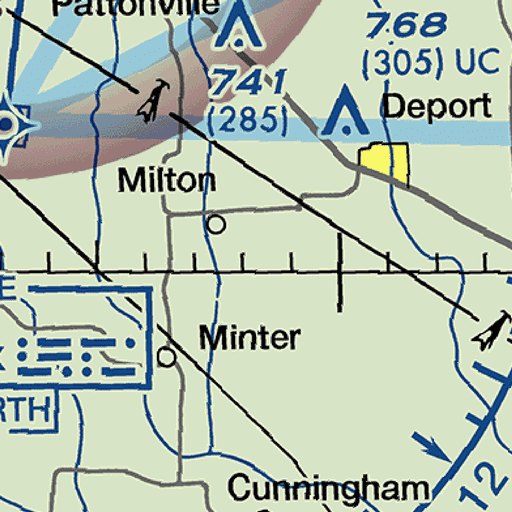 Pattonville
768
(305) UC
741
(285)
Deport
Milton
E
Minter
RTH
Cunningham
12